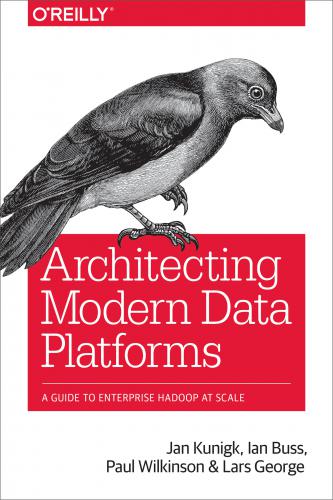 O'REILLY®
Architecting
Modern Data
Platforms
A GUIDE TO ENTERPRISE HADOOP AT SCALE
Jan Kunigk, Ian Buss,
Paul Wilkinson & Lars George